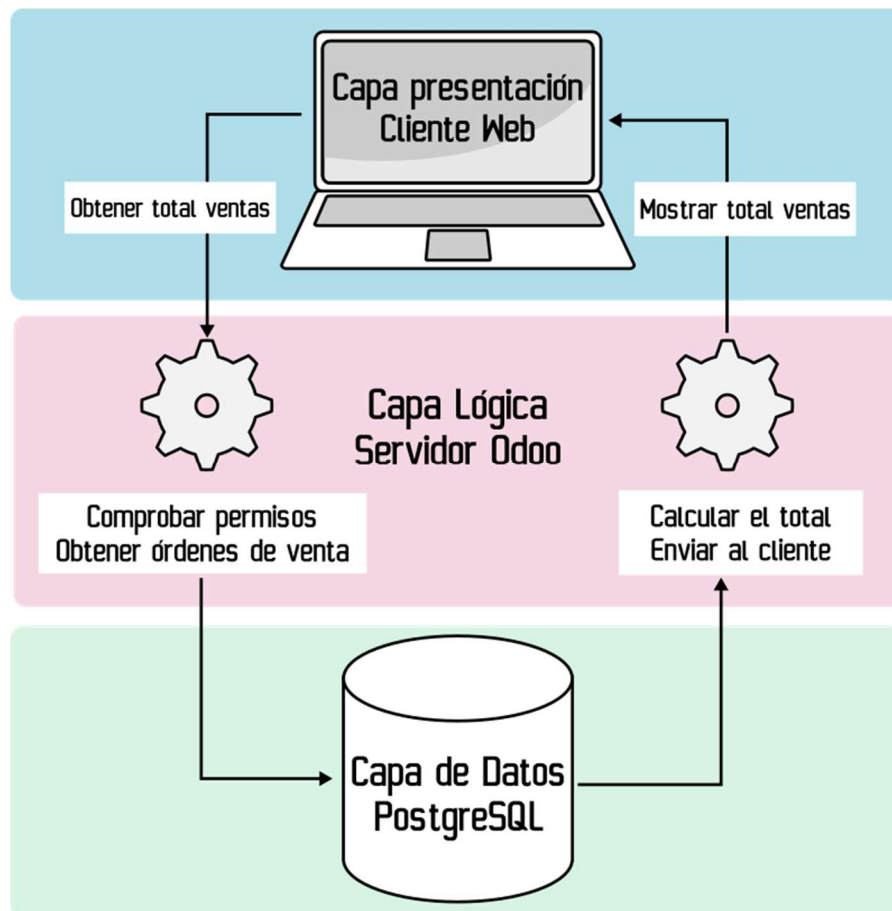 Capa presentación
Cliente Web
Obtener total ventas
Mostrar total ventas
Capa Lógica
Servidor Odoo
Comprobar permisos
Obtener órdenes de venta
Calcular el total
Enviar al cliente
Capa de Datos
PostgreSQL